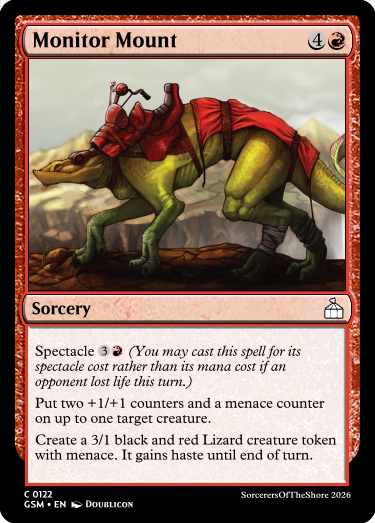 Monitor Mount 4
Sorcery
Spectacle 3 (You may cast this spell for its
spectacle cost rather than its mana cost if an
opponent lost life this turn.)
Put two +1/+1 counters and a menace counter
on up to one target creature.
Create a 3/1 black and red Lizard creature token
with menace. It gains haste until end of turn.
C 0122
GSM • EN Doublicon
SorcerersOfTheShore 2026